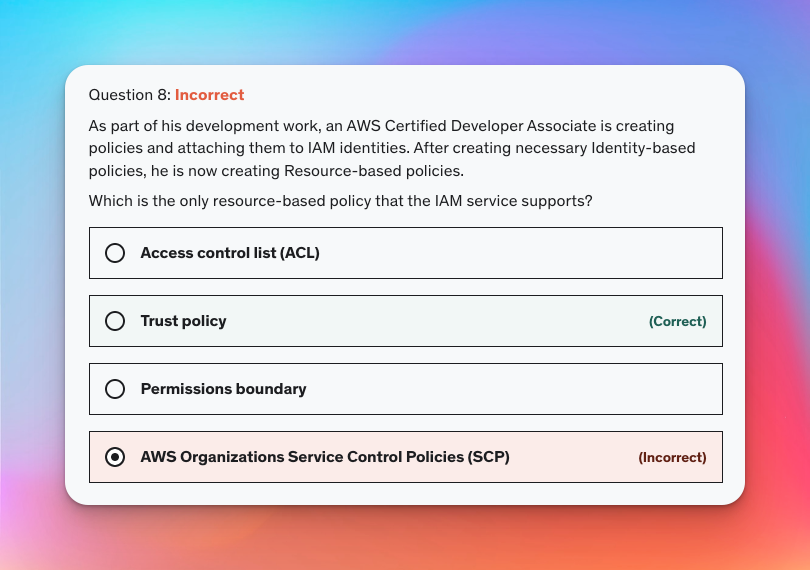 Question 8: Incorrect
As part of his development work, an AWS Certified Developer Associate is creating
policies and attaching them to IAM identities. After creating necessary Identity-based
policies, he is now creating Resource-based policies.
Which is the only resource-based policy that the IAM service supports?
Access control list (ACL)
Trust policy (Correct)
Permissions boundary
AWS Organizations Service Control Policies (SCP) (Incorrect)